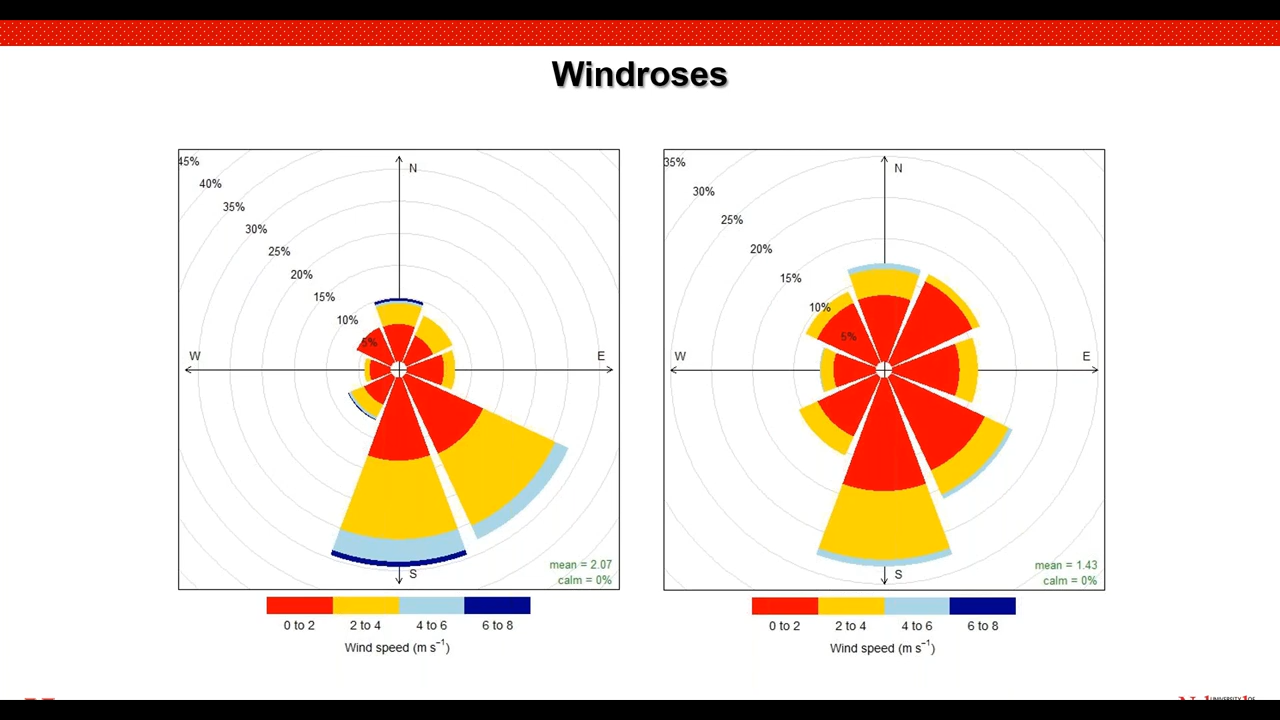 Windroses
45%
40%
35%
30%
25%
20%
15%
10%
5%
N
W
E
S
mean = 2.07
calm = 0%
0 to 2 2 to 4 4 to 6 6 to 8
Wind speed (m s⁻¹)
35%
30%
25%
20%
15%
10%
5%
N
W
E
S
mean = 1.43
calm = 0%
0 to 2 2 to 4 4 to 6 6 to 8
Wind speed (m s⁻¹)
UNIVERSITY OF